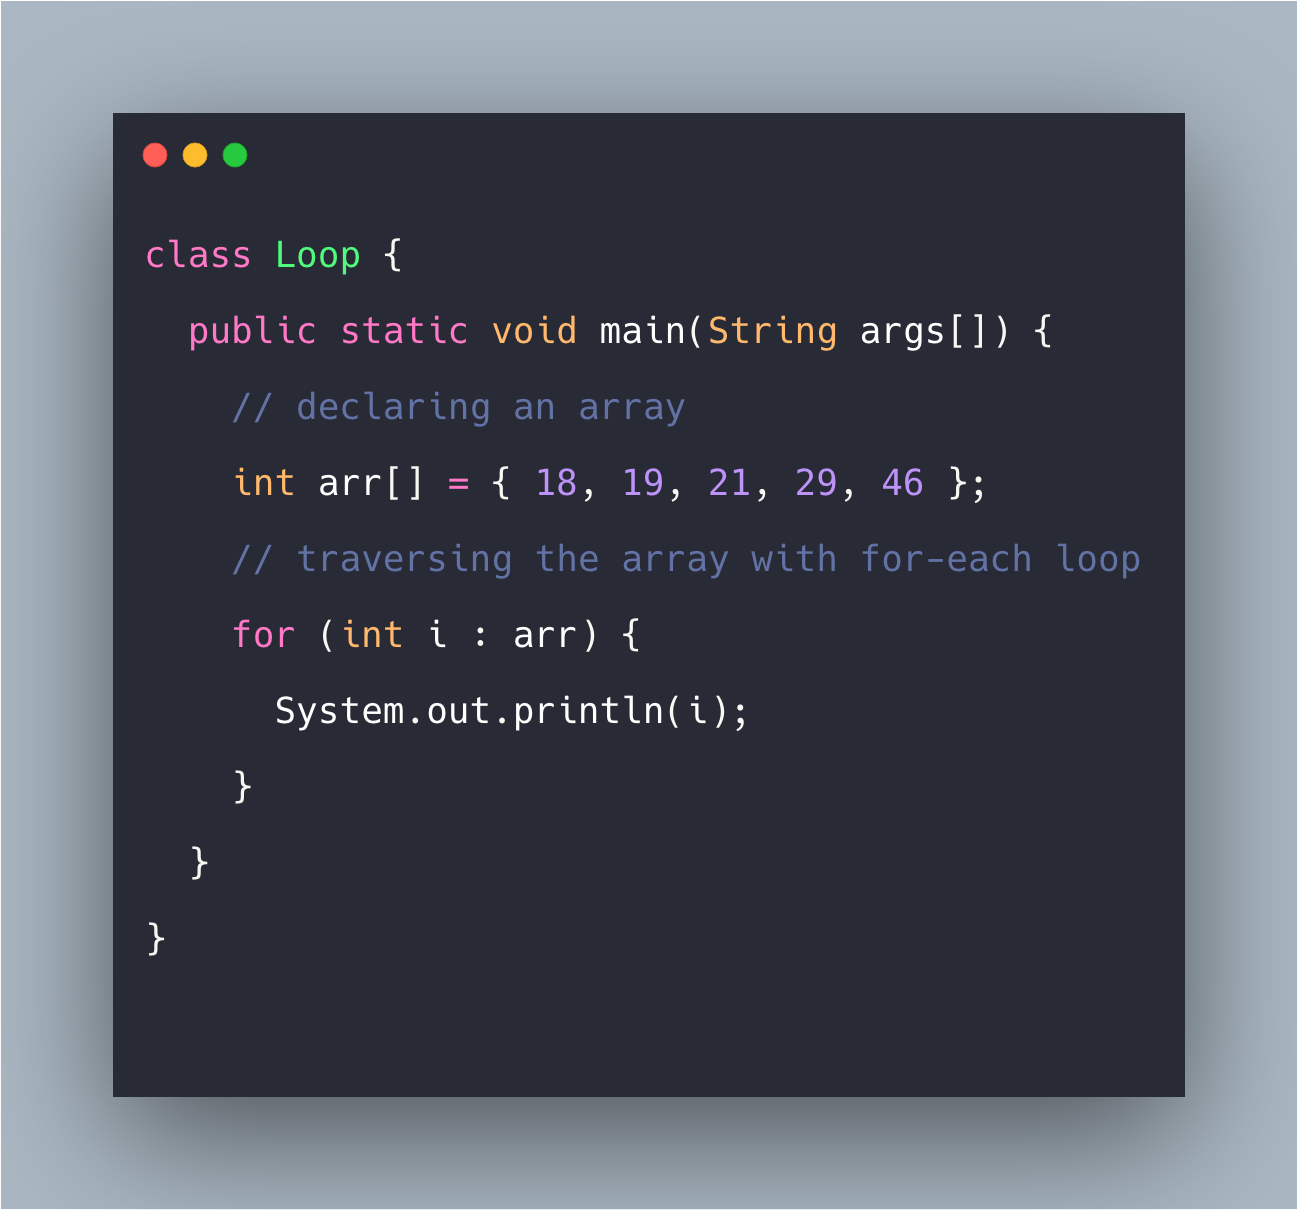 class Loop {
  public static void main(String args[]) {
    // declaring an array
    int arr[] = { 18, 19, 21, 29, 46 };
    // traversing the array with for-each loop
    for (int i : arr) {
      System.out.println(i);
    }
  }
}